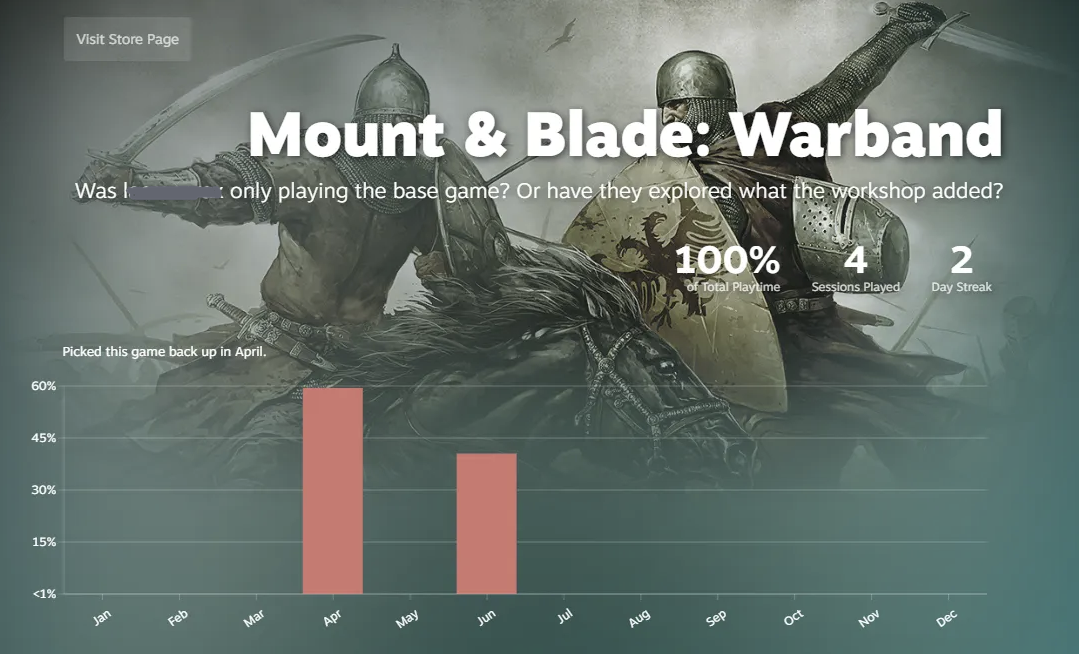 Visit Store Page
Mount & Blade: Warband
Was only playing the base game? Or have they explored what the workshop added?
100% 4 2
of Total Playtime Sessions Played Day Streak
Picked this game back up in April.
60%
45%
30%
15%
<1%
Jan Feb Mar Apr May Jun Jul Aug Sep Oct Nov Dec